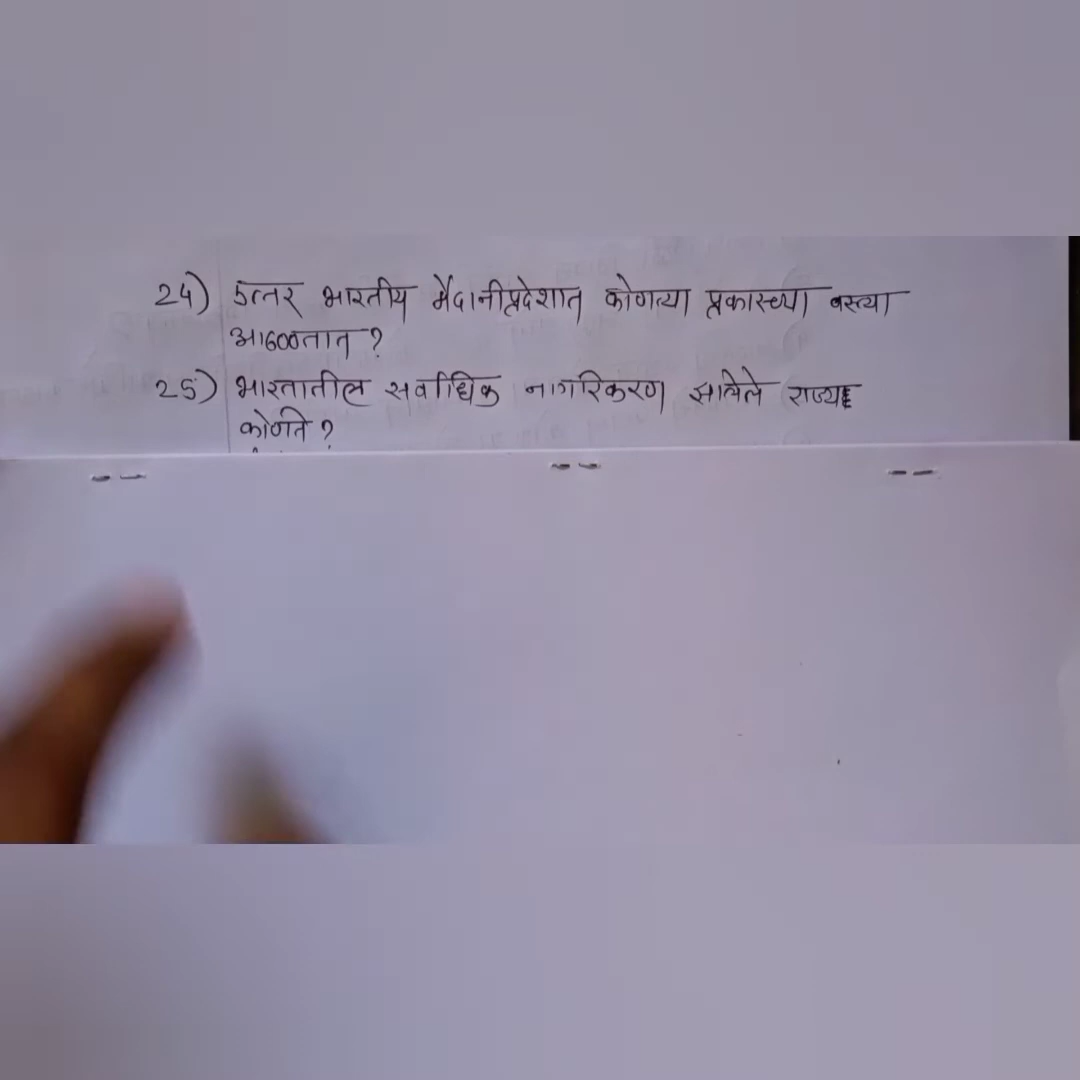 24) उत्तर भारतीय मैदानीप्रदेशात कोणत्या प्रकारच्या वस्त्या
आढळतात ?
25) भारतातील सर्वाधिक नागरिकरण झालेले राज्य
कोणते ?